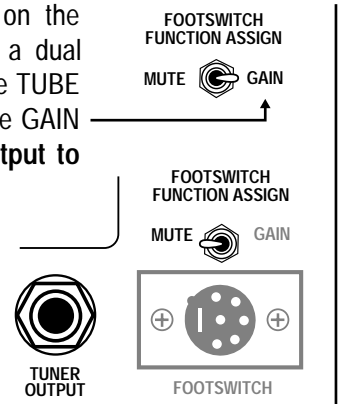 on the
a dual
e TUBE
e GAIN
tput to
FOOTSWITCH
FUNCTION ASSIGN
MUTE GAIN
FOOTSWITCH
FUNCTION ASSIGN
MUTE GAIN
TUNER
OUTPUT
FOOTSWITCH